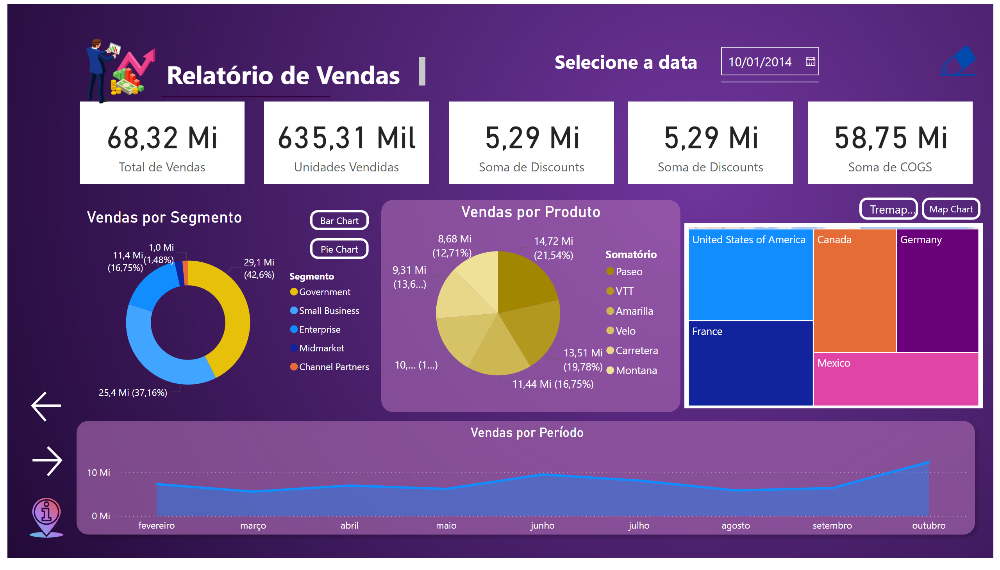 Relatório de Vendas
Selecione a data
10/01/2014
68,32 Mi
Total de Vendas
635,31 Mil
Unidades Vendidas
5,29 Mi
Soma de Discounts
5,29 Mi
Soma de Discounts
58,75 Mi
Soma de COGS
Vendas por Segmento
Bar Chart
Pie Chart
1,0 Mi
(1,48%)
11,4 Mi
(16,75%)
29,1 Mi
(42,6%)
25,4 Mi (37,16%)
Segmento
Government
Small Business
Enterprise
Midmarket
Channel Partners
Vendas por Produto
8,68 Mi
(12,71%)
14,72 Mi
(21,54%)
9,31 Mi
(13,6...)
10,... (1...)
13,51 Mi
(19,78%)
11,44 Mi (16,75%)
Somatório
Paseo
VTT
Amarilla
Velo
Carretera
Montana
Tremap...
Map Chart
United States of America
Canada
Germany
France
Mexico
Vendas por Período
10 Mi
0 Mi
fevereiro
março
abril
maio
junho
julho
agosto
setembro
outubro